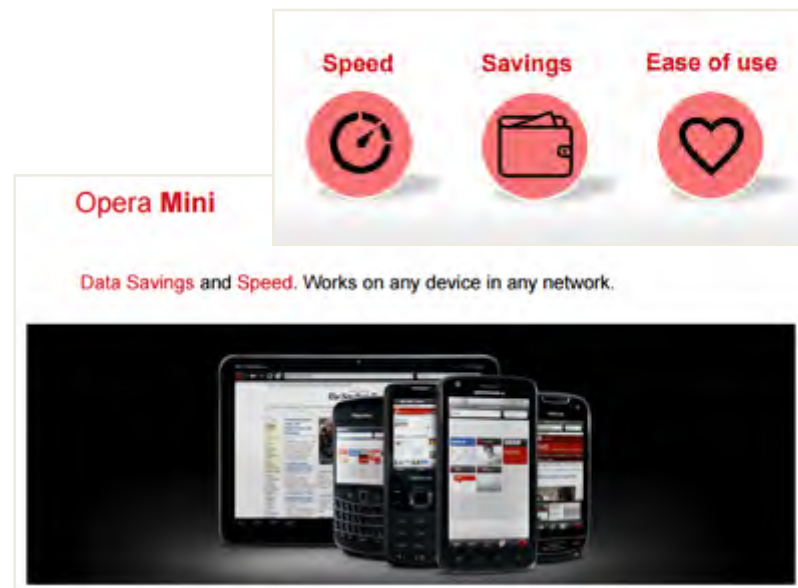 Speed Savings Ease of use
Opera Mini
Data Savings and Speed. Works on any device in any network.